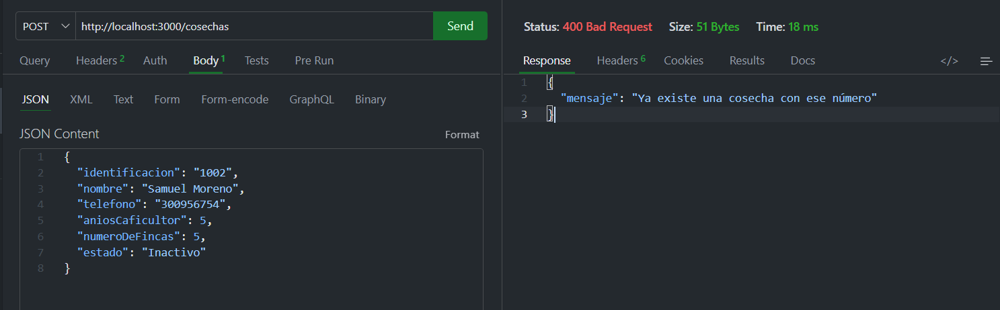 POST http://localhost:3000/cosechas Send
Query Headers 2 Auth Body 1 Tests Pre Run
JSON XML Text Form Form-encode GraphQL Binary
JSON Content Format
1 {
2 "identificacion": "1002",
3 "nombre": "Samuel Moreno",
4 "telefono": "300956754",
5 "aniosCaficultor": 5,
6 "numeroDeFincas": 5,
7 "estado": "Inactivo"
8 }
Status: 400 Bad Request Size: 51 Bytes Time: 18 ms
Response Headers 6 Cookies Results Docs </>
1 {
2 "mensaje": "Ya existe una cosecha con ese número"
3 }